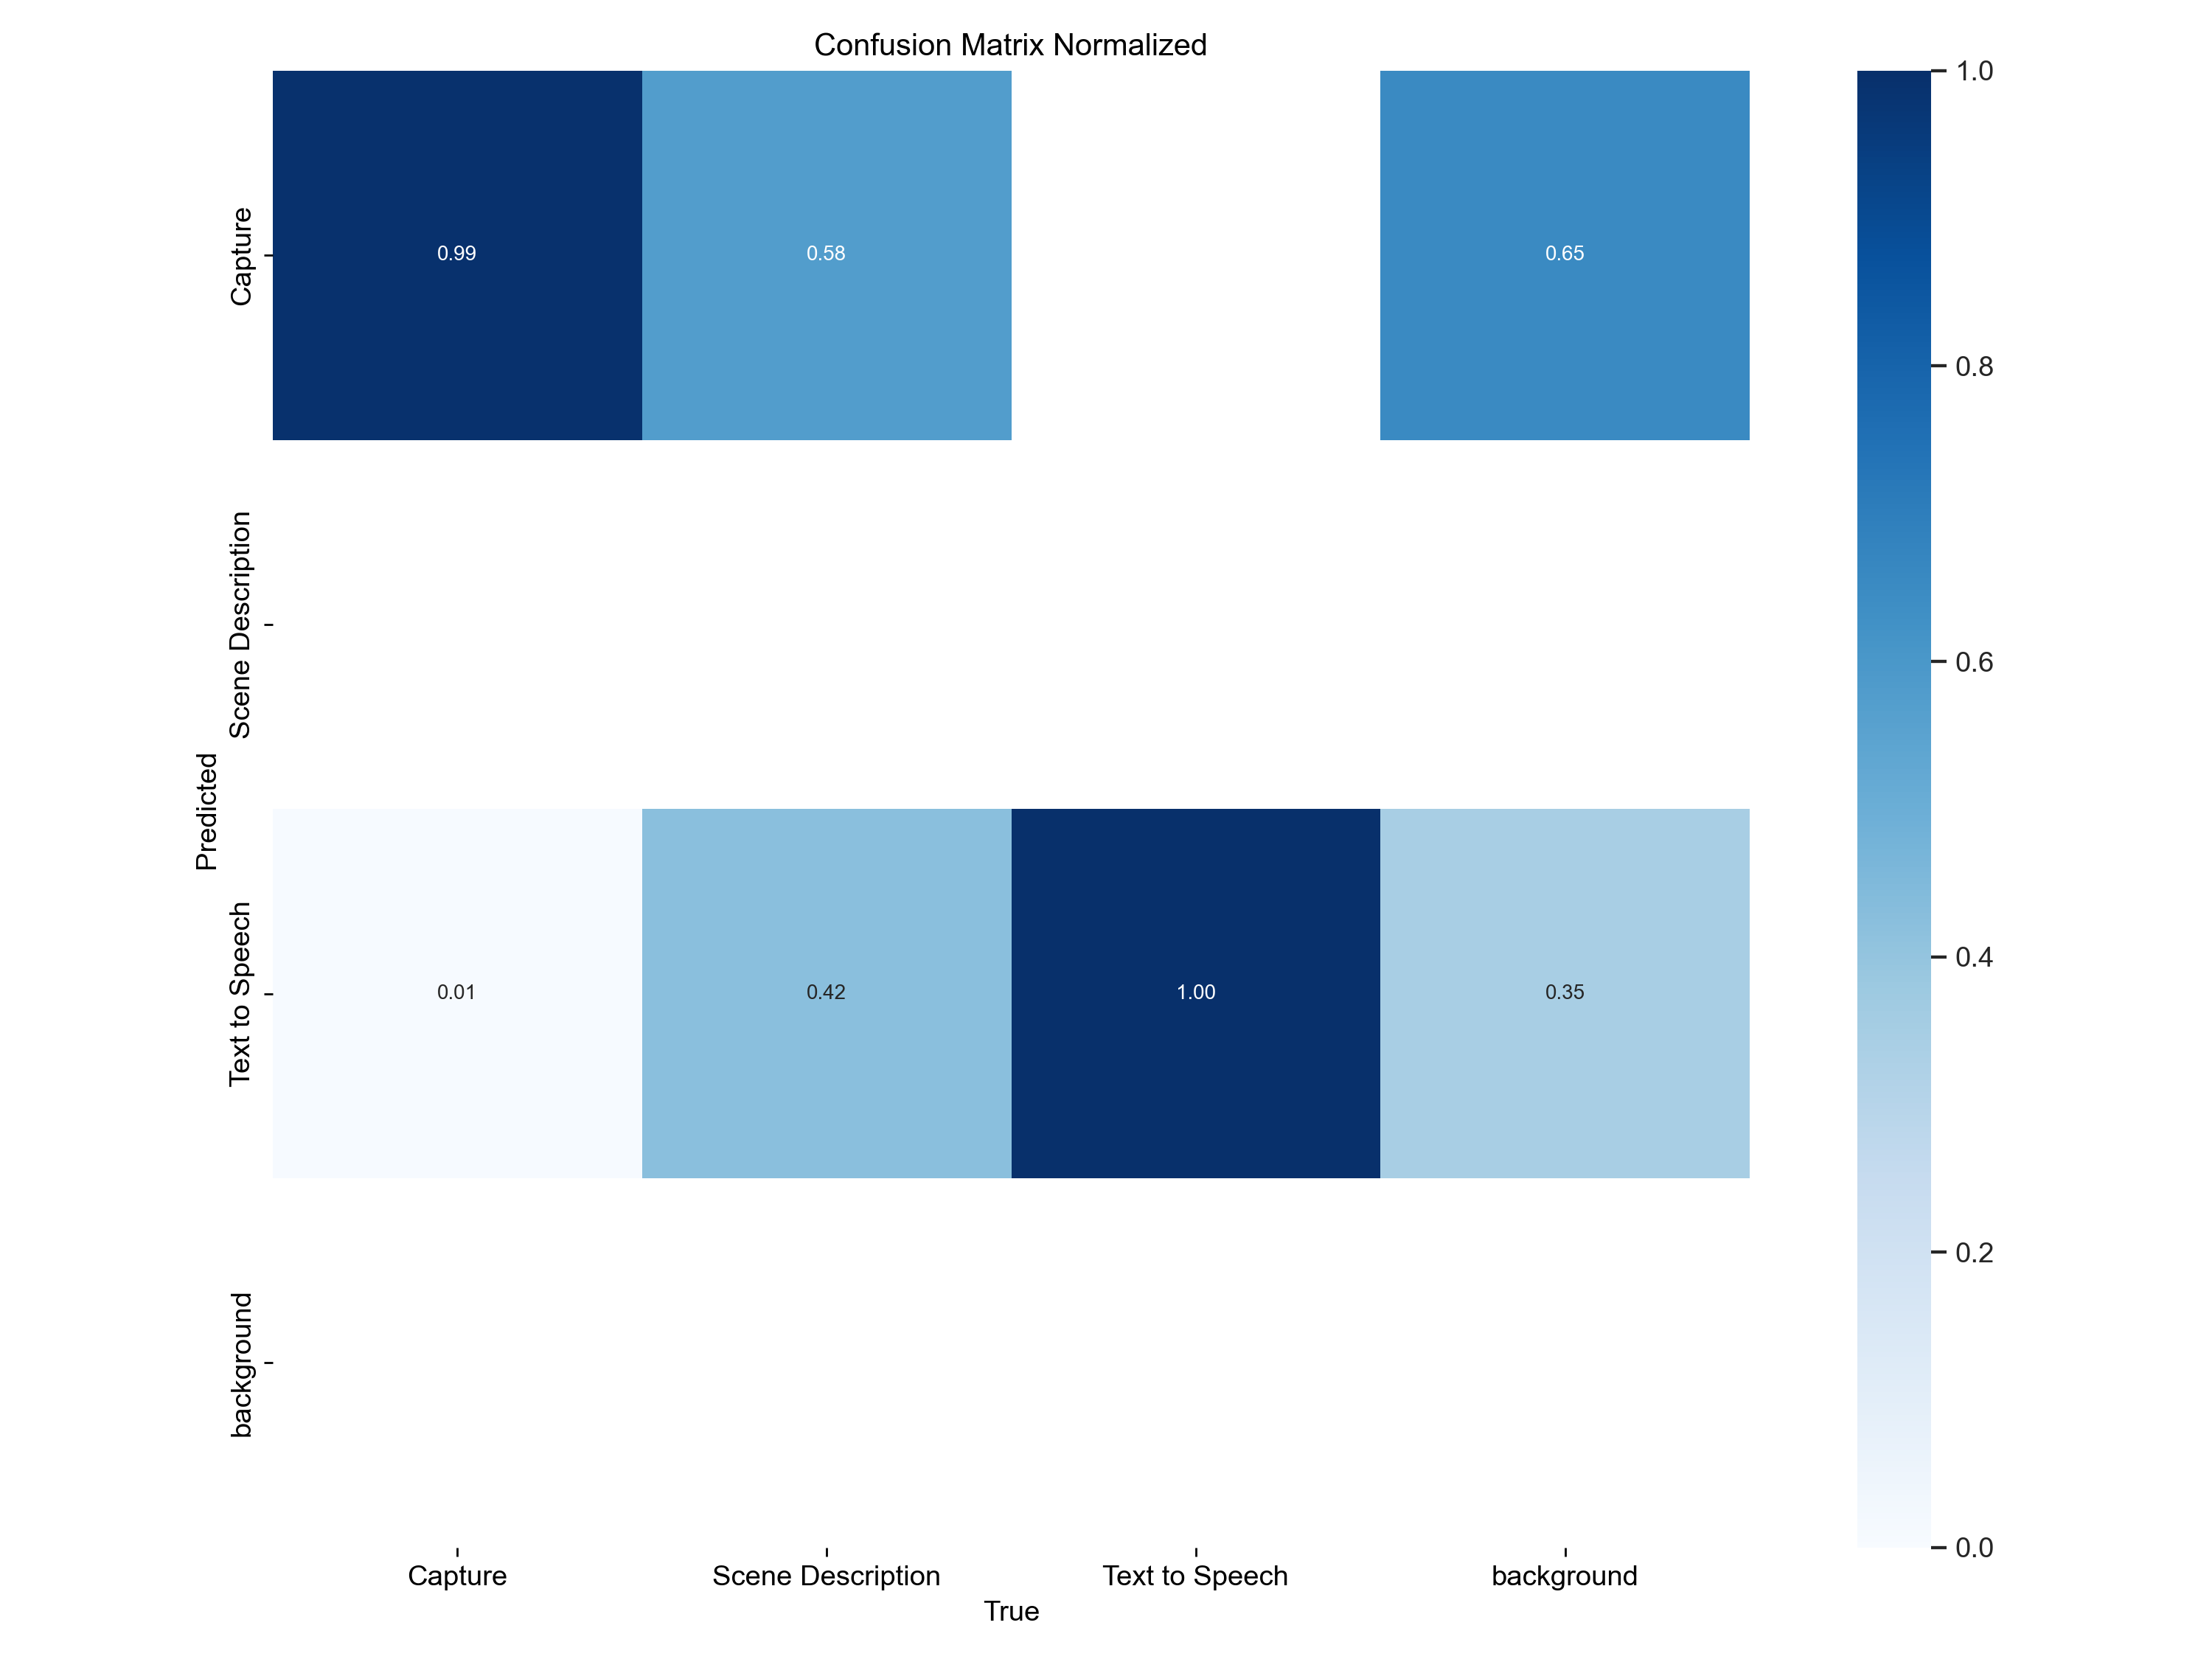 Confusion Matrix Normalized
1.0
Capture
0.99
0.58
0.65
0.8
Scene Description
0.6
Predicted
Text to Speech
0.01
0.42
1.00
0.35
0.4
background
0.2
0.0
Capture
Scene Description
Text to Speech
background
True